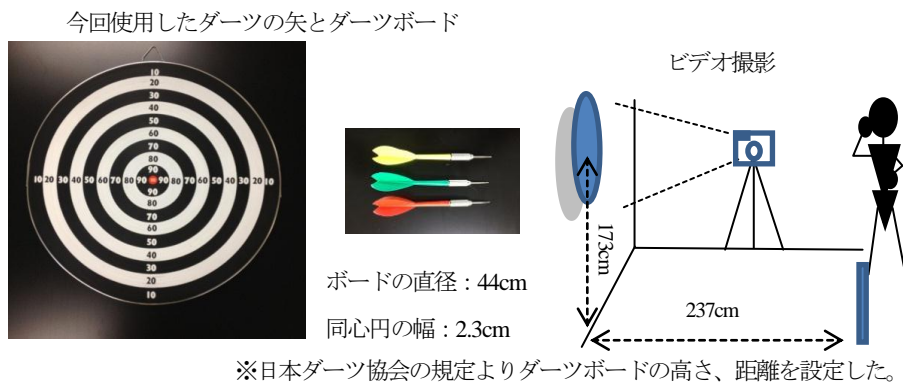 今回使用したダーツの矢とダーツボード
ビデオ撮影
10
20
30
40
50
60
70
80
90
10 20 30 40 50 60 70 80 90 90 80 70 60 50 40 30 20 10
90
80
70
60
50
40
30
20
10
ボードの直径：44cm
同心円の幅：2.3cm
173cm
237cm
※日本ダーツ協会の規定よりダーツボードの高さ、距離を設定した。